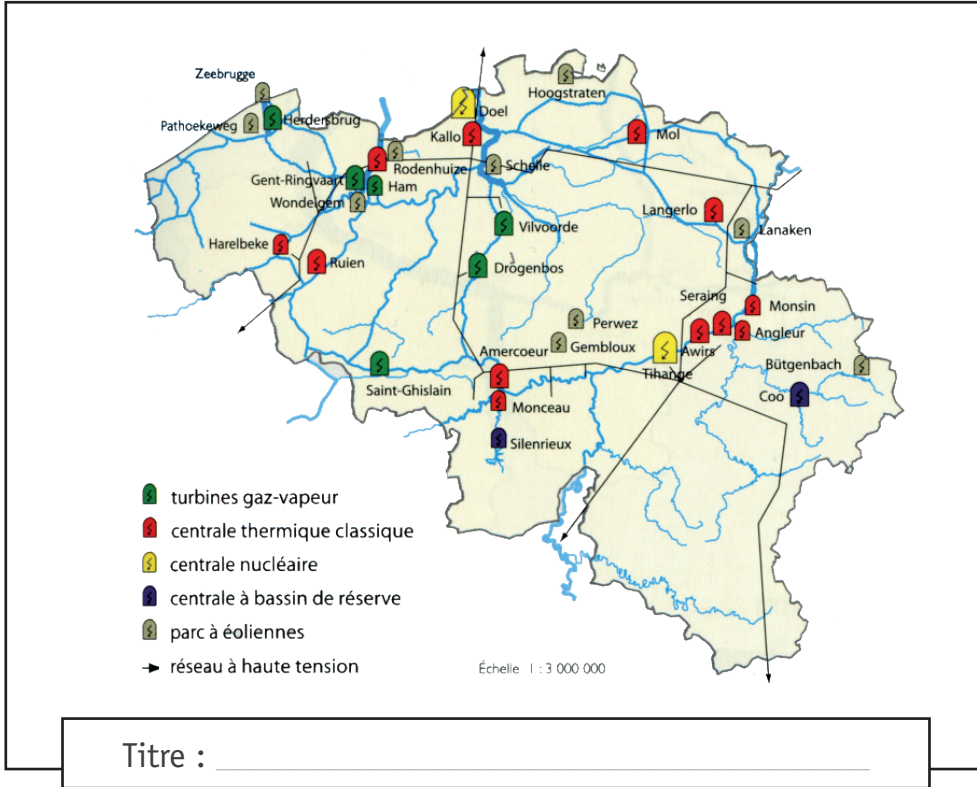 Zeebrugge
Hoogstraten
Pathoekeweg
Herdersbrug
Doel
Kallo
Mol
Rodenhuize
Schelle
Gent-Ringvaart
Ham
Wondelgem
Langerlo
Vilvoorde
Lanaken
Harelbeke
Ruien
Drogenbos
Seraing
Monsin
Perwez
Angleur
Amercoeur
Gembloux
Awirs
Tihange
Bütgenbach
Saint-Ghislain
Coo
Monceau
Silenrieux
turbines gaz-vapeur
centrale thermique classique
centrale nucléaire
centrale à bassin de réserve
parc à éoliennes
réseau à haute tension
Échelle 1 : 3 000 000
Titre :